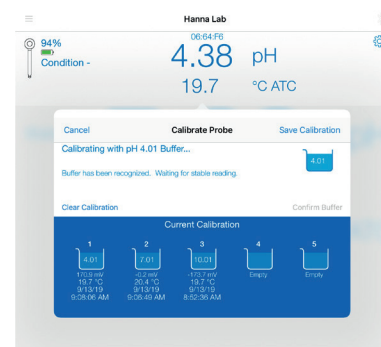 Hanna Lab
94%
Condition -
06:64:F6
4.38 pH
19.7 °C ATC
Cancel
Calibrate Probe
Save Calibration
Calibrating with pH 4.01 Buffer...
4.01
Buffer has been recognized. Waiting for stable reading.
Clear Calibration
Confirm Buffer
Current Calibration
1
4.01
170.9 mV
19.7 °C
9/13/19
9:08:06 AM
2
7.01
-0.2 mV
20.4 °C
9/13/19
9:06:49 AM
3
10.01
-173.7 mV
19.7 °C
9/13/19
8:52:36 AM
4
Empty
5
Empty